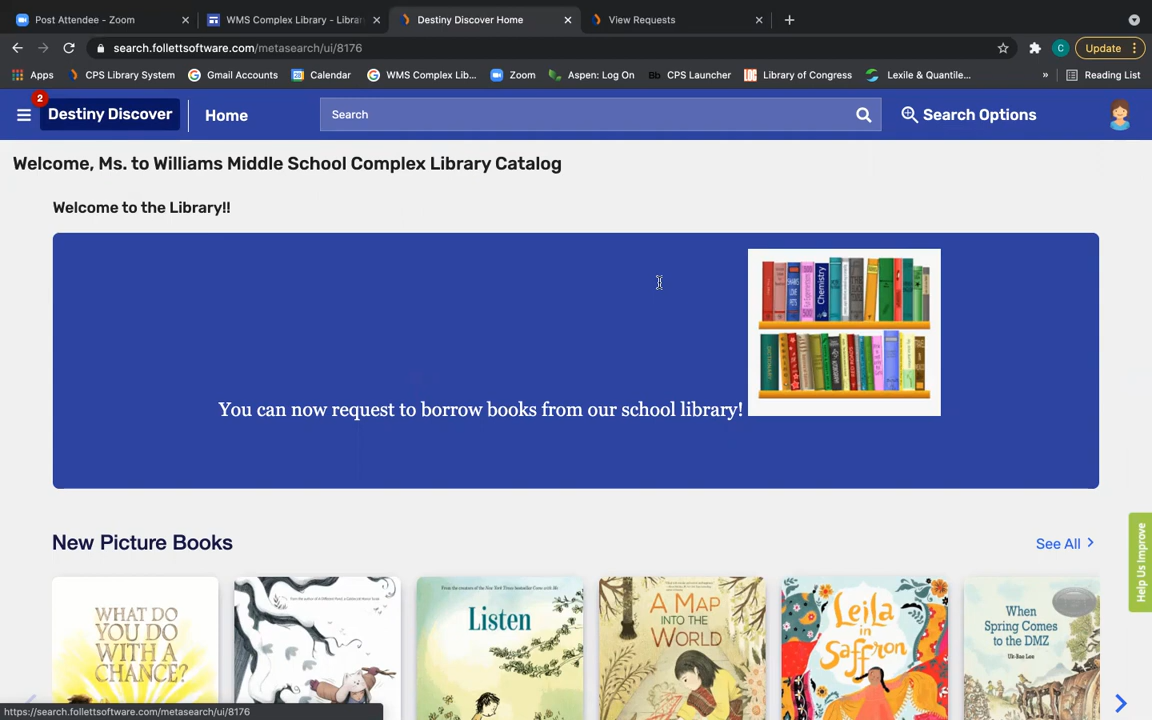 Post Attendee - Zoom
WMS Complex Library - Librar
Destiny Discover Home
View Requests
search.follettsoftware.com/metasearch/ui/8176
Update
Apps
CPS Library System
Gmail Accounts
Calendar
WMS Complex Lib...
Zoom
Aspen: Log On
Bb CPS Launcher
Library of Congress
Lexile & Quantile...
»
Reading List
2
Destiny Discover
Home
Search
Search Options
Welcome, Ms. to Williams Middle School Complex Library Catalog
Welcome to the Library!!
Chemistry
You can now request to borrow books from our school library!
New Picture Books
See All
WHAT DO YOU DO WITH A CHANCE?
Listen
A MAP INTO THE WORLD
Leila in Saffron
When Spring Comes to the DMZ
Uk-Bae Lee
Help Us Improve
https://search.follettsoftware.com/metasearch/ui/8176